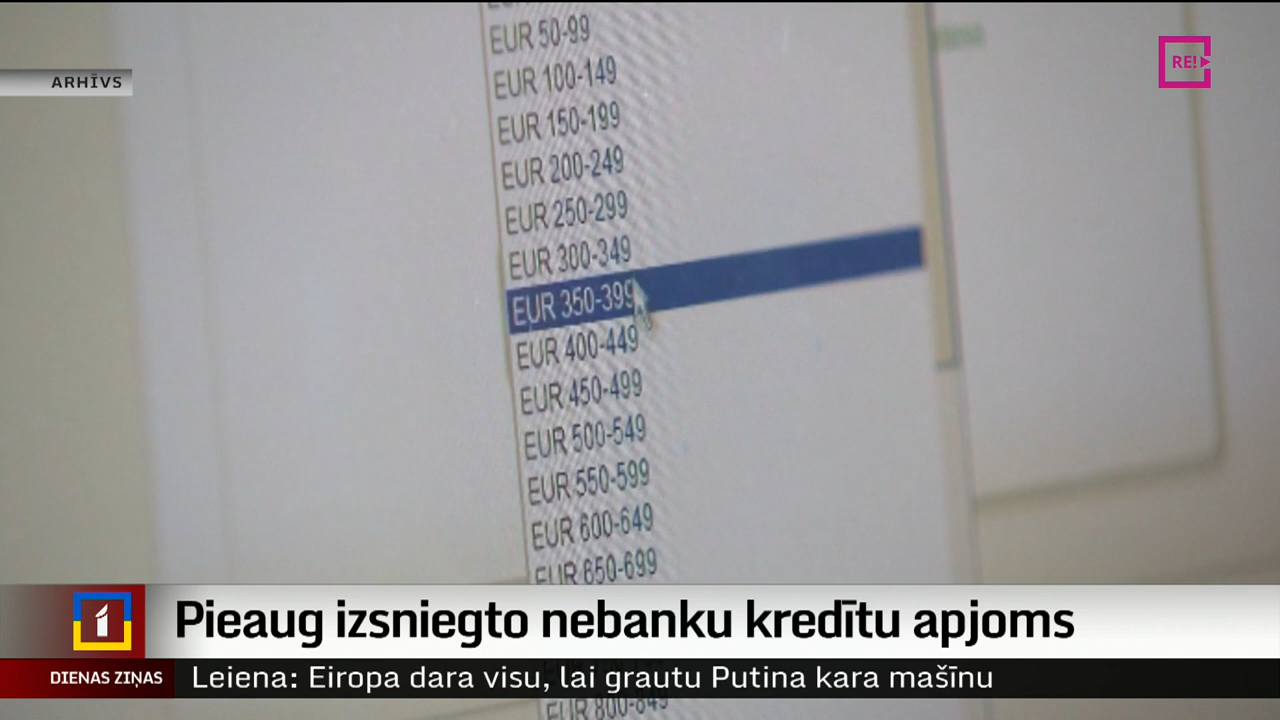 EUR 50-99
EUR 100-149
EUR 150-199
EUR 200-249
EUR 250-299
EUR 300-349
EUR 350-399
EUR 400-449
EUR 450-499
EUR 500-549
EUR 550-599
EUR 600-649
EUR 650-699
ARHĪVS
RE!
1
Pieaug izsniegto nebanku kredītu apjoms
DIENAS ZIŅAS
Leiena: Eiropa dara visu, lai grautu Putina kara mašīnu
EUR 800-849